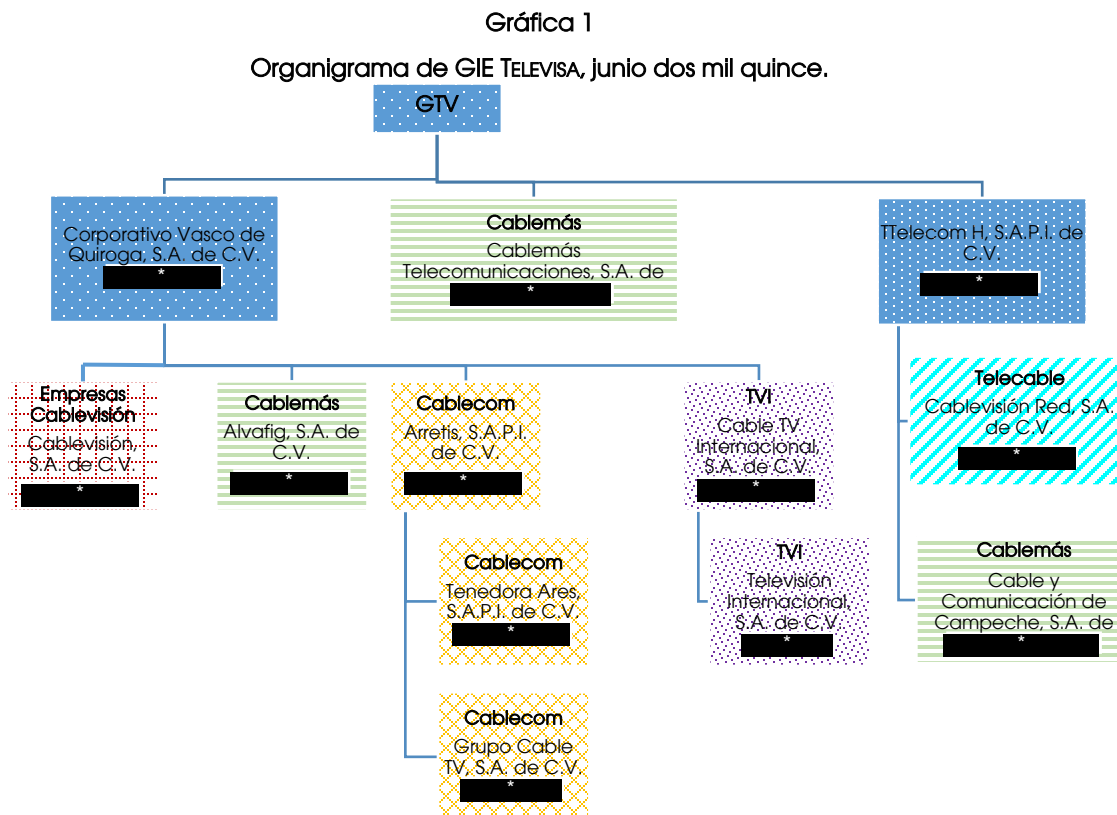 Gráfica 1
Organigrama de GIE TELEVISA, junio dos mil quince.
GTV
Corporativo Vasco de
Quiroga, S.A. de C.V.
*
Cablemás
Cablemás
Telecomunicaciones, S.A. de
*
TTelecom H, S.A.P.I. de
C.V.
*
Empresas
Cablevisión
Cablevisión,
S.A. de C.V.
*
Cablemás
Alvafig, S.A. de
C.V.
*
Cablecom
Arretis, S.A.P.I.
de C.V.
*
TVI
Cable TV
Internacional,
S.A. de C.V.
*
Telecable
Cablevisión Red, S.A.
de C.V.
*
Cablecom
Tenedora Ares,
S.A.P.I. de C.V.
*
TVI
Televisión
Internacional,
S.A. de C.V.
*
Cablemás
Cable y
Comunicación de
Campeche, S.A. de
*
Cablecom
Grupo Cable
TV, S.A. de C.V.
*